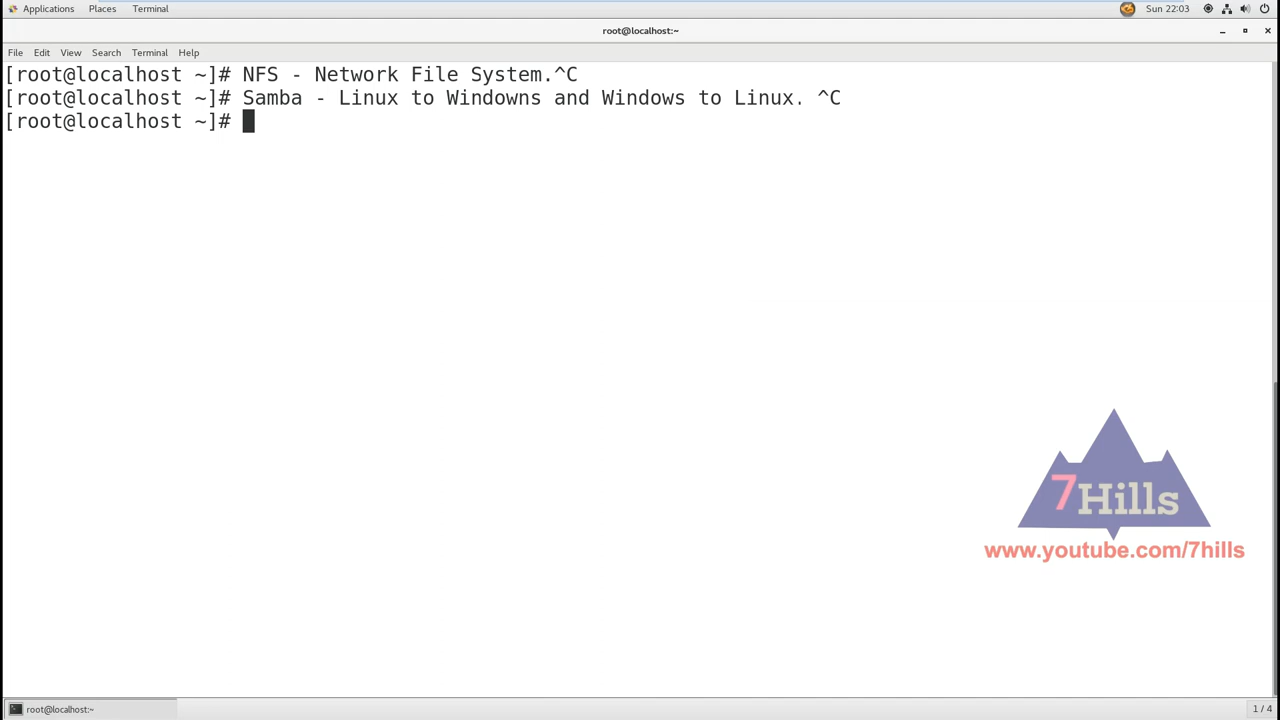 Applications Places Terminal Sun 22:03
root@localhost:~
File Edit View Search Terminal Help
[root@localhost ~]# NFS - Network File System.^C
[root@localhost ~]# Samba - Linux to Windowns and Windows to Linux. ^C
[root@localhost ~]#
7Hills
www.youtube.com/7hills
root@localhost:~ 1 / 4